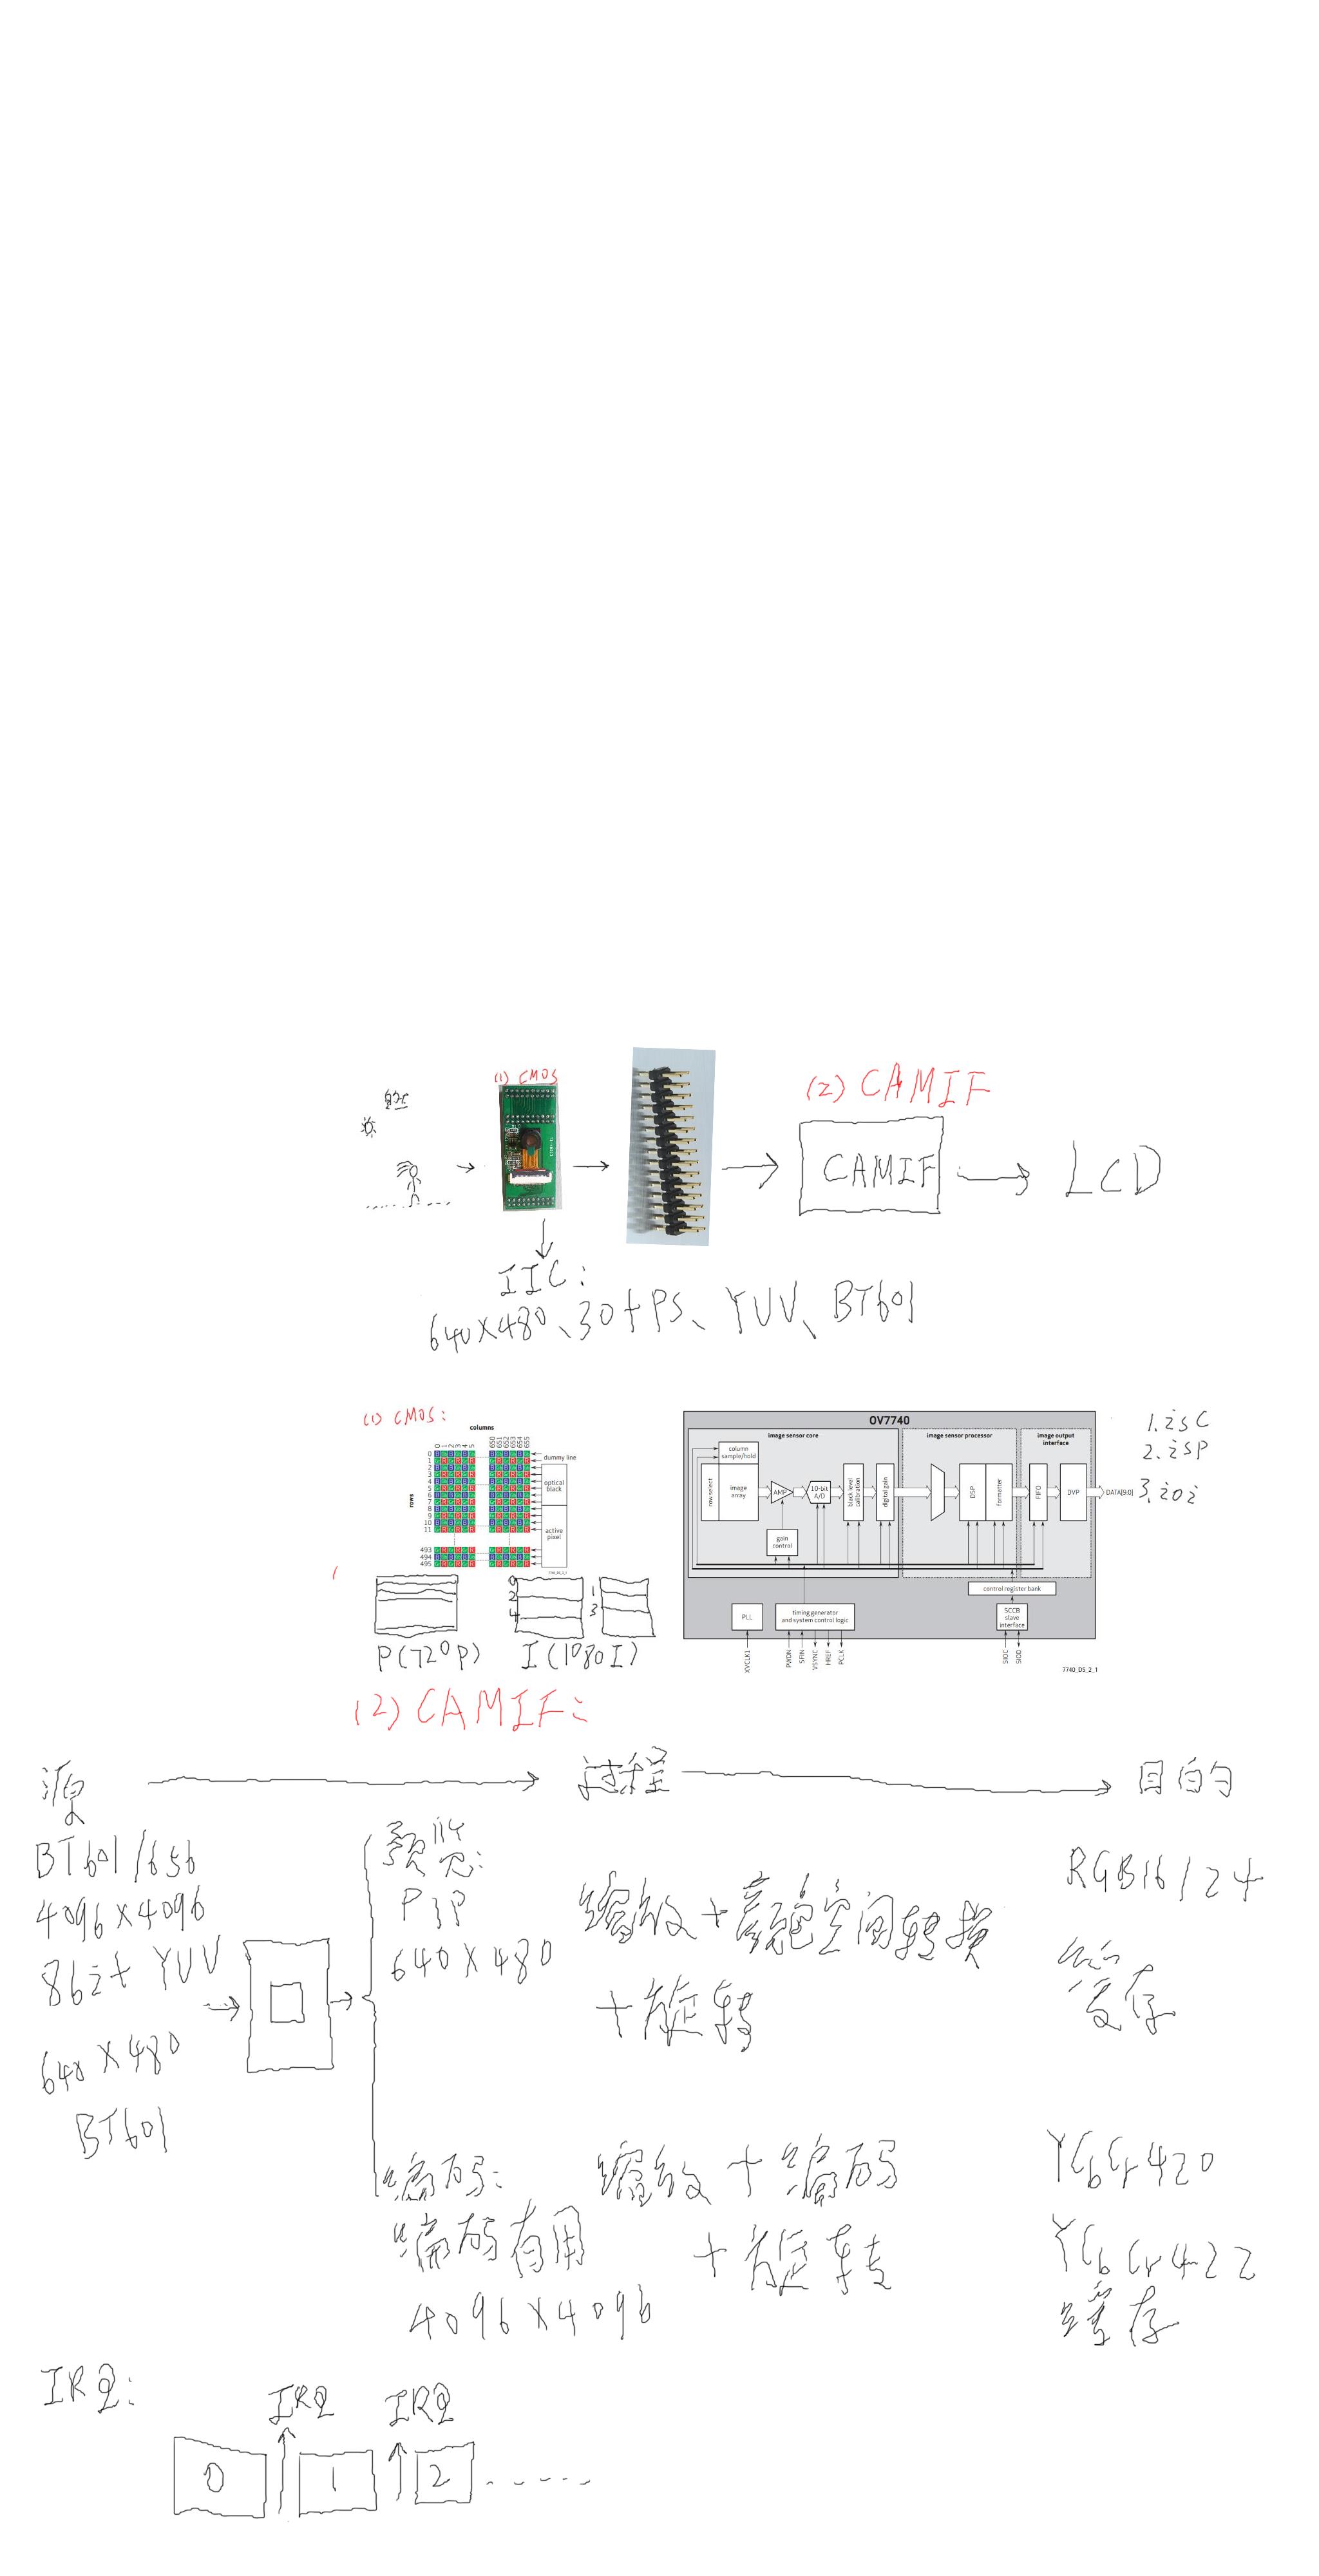 (1) CMOS
(2) CAMIF
CAMIF
LCD
IIC:
640X480、30fPS、YUV、BT601
(1) CMOS:
columns
0 1 2 3 4 5 650 651 652 653 654 655
rows
0
1
2
3
4
5
6
7
8
9
10
11
493
494
495
dummy line
optical black
active pixel
0
2
4
1
3
P(720P)
I(1080I)
OV7740
image sensor core
image sensor processor
image output interface
column sample/hold
row select
image array
AMP
10-bit A/D
black level calibration
digital gain
gain control
DSP
formatter
FIFO
DVP
DATA[9:0]
control register bank
PLL
timing generator and system control logic
SCCB slave interface
XVCLK1
PWDN
SFIN
VSYNC
HREF
PCLK
SIOC
SIOD
7740_DS_2_1
1.isC
2.isP
3.ioi
(2) CAMIF:
源
过程
目的
BT601/656
4096X4096
8bit YUV
640X480
BT601
预览:
PIP
640X480
缩放+颜色空间转换
+旋转
RGB16/24
缓存
编码:
编码有用
4096X4096
缩放+编码
+旋转
YCbCr420
YCbCr422
缓存
IRQ:
IRQ
IRQ
0
1
2